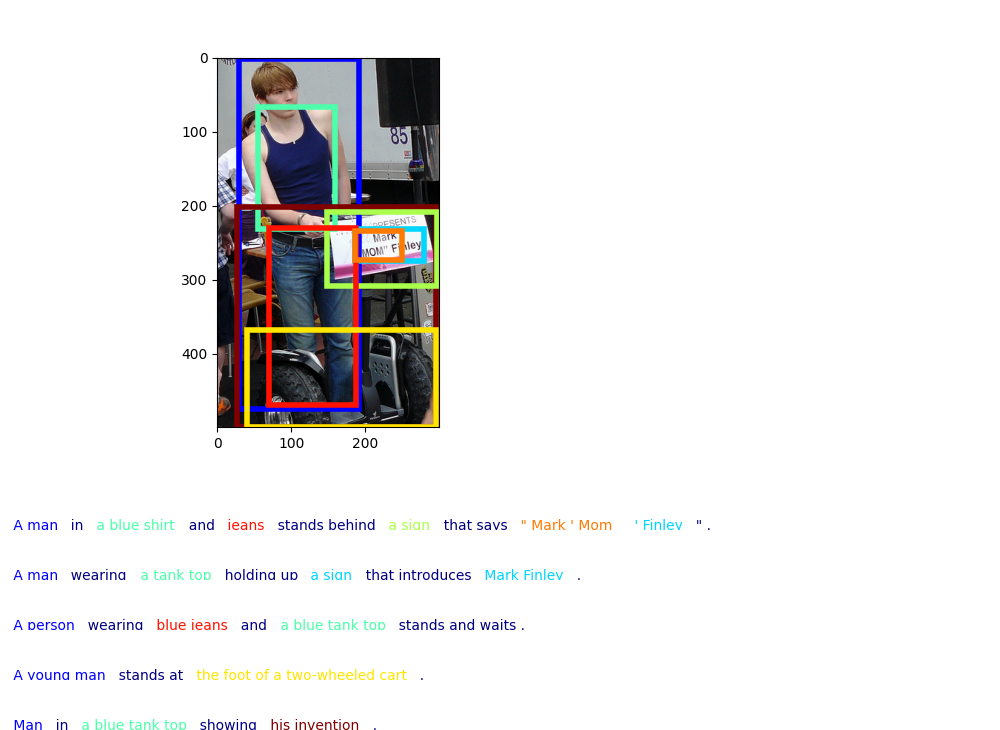 0
100
200
300
400
85
PRESENTS
Mark
"MOM" Finley
0 100 200
A man in a blue shirt and jeans stands behind a sign that says " Mark ' Mom ' Finley " .
A man wearing a tank top holding up a sign that introduces Mark Finley .
A person wearing blue jeans and a blue tank top stands and waits .
A young man stands at the foot of a two-wheeled cart .
Man in a blue tank top showing his invention .